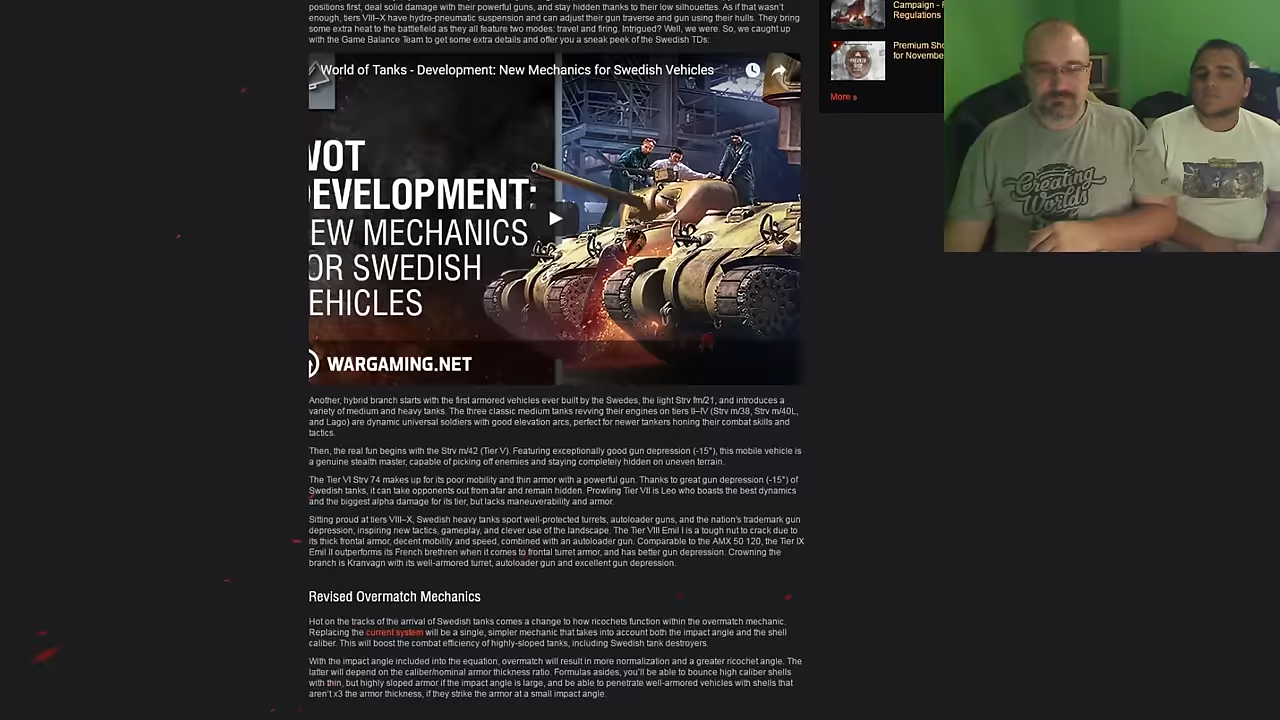 positions first, deal solid damage with their powerful guns, and stay hidden thanks to their low silhouettes. As if that wasn't
enough, tiers VIII–X have hydro-pneumatic suspension and can adjust their gun traverse and gun using their hulls. They bring
some extra heat to the battlefield as they all feature two modes: travel and firing. Intrigued? Well, we were. So, we caught up
with the Game Balance Team to get some extra details and offer you a sneak peek of the Swedish TDs:
World of Tanks - Development: New Mechanics for Swedish Vehicles
WOT
EVELOPMENT:
EW MECHANICS
OR SWEDISH
EHICLES
WARGAMING.NET
Another, hybrid branch starts with the first armored vehicles ever built by the Swedes, the light Strv fm/21, and introduces a
variety of medium and heavy tanks. The three classic medium tanks revving their engines on tiers II–IV (Strv m/38, Strv m/40L,
and Lago) are dynamic universal soldiers with good elevation arcs, perfect for newer tankers honing their combat skills and
tactics.
Then, the real fun begins with the Strv m/42 (Tier V). Featuring exceptionally good gun depression (-15°), this mobile vehicle is
a genuine stealth master, capable of picking off enemies and staying completely hidden on uneven terrain.
The Tier VI Strv 74 makes up for its poor mobility and thin armor with a powerful gun. Thanks to great gun depression (-15°) of
Swedish tanks, it can take opponents out from afar and remain hidden. Prowling Tier VII is Leo who boasts the best dynamics
and the biggest alpha damage for its tier, but lacks maneuverability and armor.
Sitting proud at tiers VIII–X, Swedish heavy tanks sport well-protected turrets, autoloader guns, and the nation's trademark gun
depression, inspiring new tactics, gameplay, and clever use of the landscape. The Tier VIII Emil I is a tough nut to crack due to
its thick frontal armor, decent mobility and speed, combined with an autoloader gun. Comparable to the AMX 50 120, the Tier IX
Emil II outperforms its French brethren when it comes to frontal turret armor, and has better gun depression. Crowning the
branch is Kranvagn with its well-armored turret, autoloader gun and excellent gun depression.
Revised Overmatch Mechanics
Hot on the tracks of the arrival of Swedish tanks comes a change to how ricochets function within the overmatch mechanic.
Replacing the current system will be a single, simpler mechanic that takes into account both the impact angle and the shell
caliber. This will boost the combat efficiency of highly-sloped tanks, including Swedish tank destroyers.
With the impact angle included into the equation, overmatch will result in more normalization and a greater ricochet angle. The
latter will depend on the caliber/nominal armor thickness ratio. Formulas asides, you'll be able to bounce high caliber shells
with thin, but highly sloped armor if the impact angle is large, and be able to penetrate well-armored vehicles with shells that
aren't x3 the armor thickness, if they strike the armor at a small impact angle.
Campaign -
Regulations
Premium Sho
for Novembe
More »
Creating
Worlds